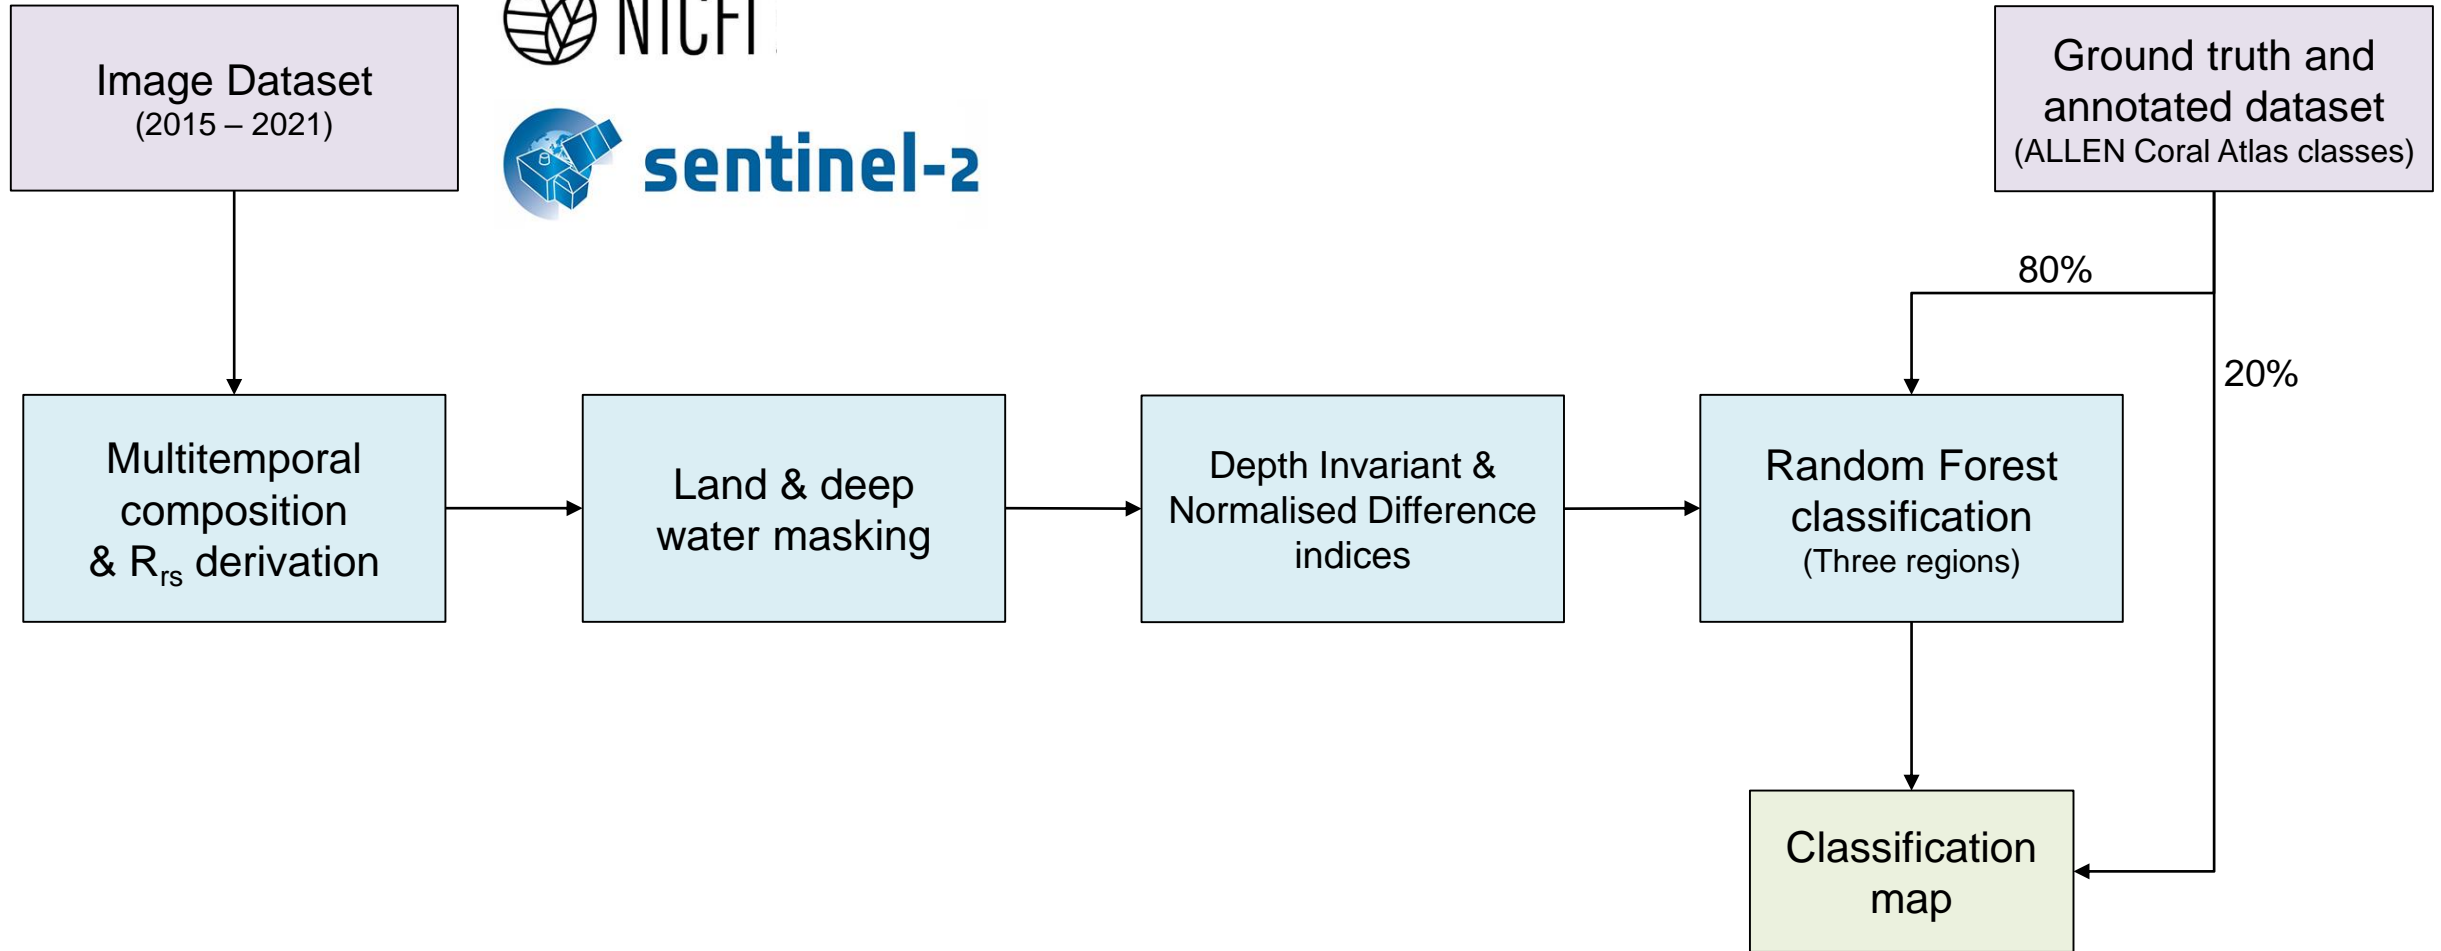 NICFI
Image Dataset
(2015 – 2021)
sentinel-2
Ground truth and
annotated dataset
(ALLEN Coral Atlas classes)
80%
20%
Multitemporal
composition
& Rrs derivation
Land & deep
water masking
Depth Invariant &
Normalised Difference
indices
Random Forest
classification
(Three regions)
Classification
map